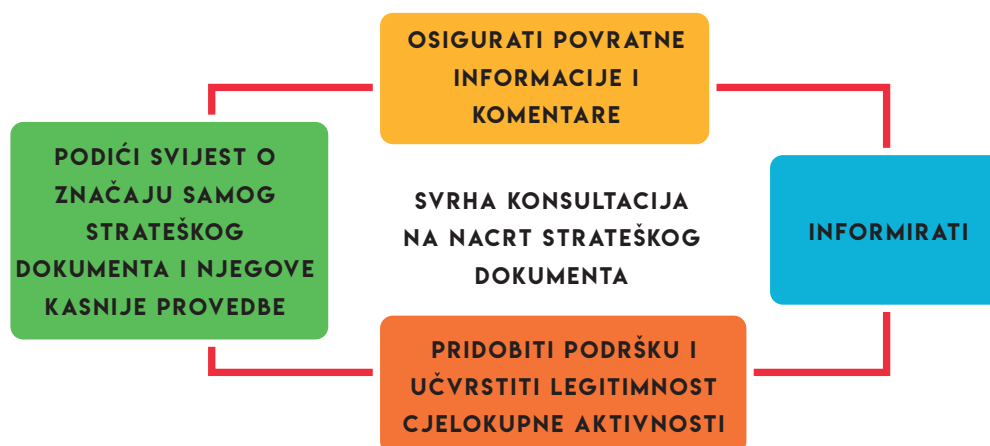 OSIGURATI POVRATNE
INFORMACIJE I
KOMENTARE
PODIĆI SVIJEST O
ZNAČAJU SAMOG
STRATEŠKOG
DOKUMENTA I NJEGOVE
KASNIJE PROVEDBE
SVRHA KONSULTACIJA
NA NACRT STRATEŠKOG
DOKUMENTA
INFORMIRATI
PRIDOBITI PODRŠKU I
UČVRSTITI LEGITIMNOST
CJELOKUPNE AKTIVNOSTI